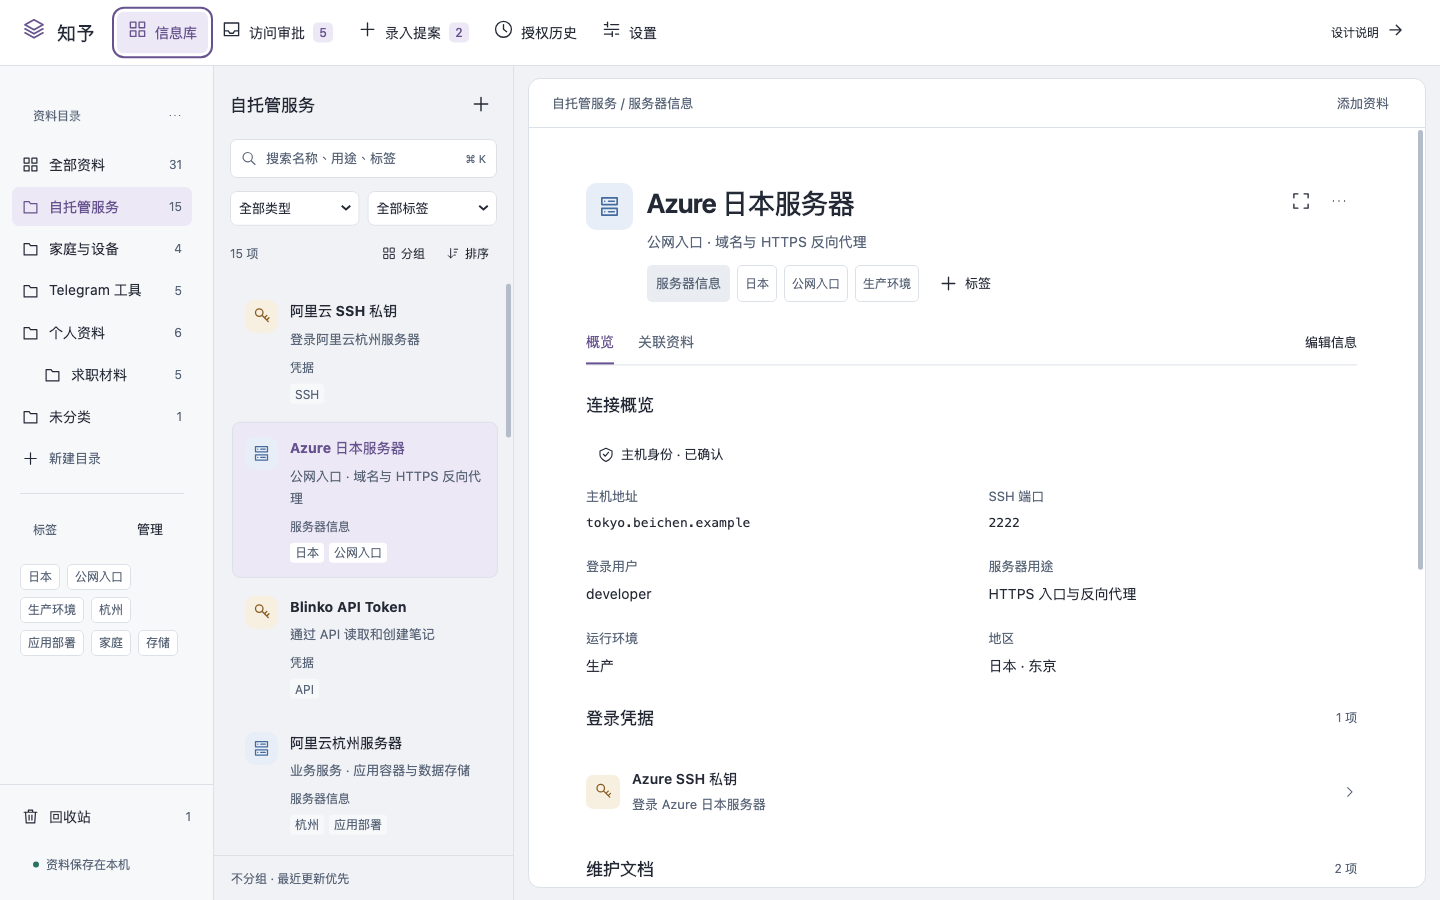 知予
信息库
访问审批 5
录入提案 2
授权历史
设置
设计说明
资料目录
全部资料 31
自托管服务 15
家庭与设备 4
Telegram 工具 5
个人资料 6
求职材料 5
未分类 1
新建目录
标签 管理
日本 公网入口
生产环境 杭州
应用部署 家庭 存储
回收站 1
资料保存在本机
自托管服务
搜索名称、用途、标签 ⌘ K
全部类型 全部标签
15 项 分组 排序
阿里云 SSH 私钥
登录阿里云杭州服务器
凭据
SSH
Azure 日本服务器
公网入口 · 域名与 HTTPS 反向代
理
服务器信息
日本 公网入口
Blinko API Token
通过 API 读取和创建笔记
凭据
API
阿里云杭州服务器
业务服务 · 应用容器与数据存储
服务器信息
杭州 应用部署
不分组 · 最近更新优先
自托管服务 / 服务器信息 添加资料
Azure 日本服务器
公网入口 · 域名与 HTTPS 反向代理
服务器信息 日本 公网入口 生产环境 标签
概览 关联资料 编辑信息
连接概览
主机身份 · 已确认
主机地址 SSH 端口
tokyo.beichen.example 2222
登录用户 服务器用途
developer HTTPS 入口与反向代理
运行环境 地区
生产 日本 · 东京
登录凭据 1 项
Azure SSH 私钥
登录 Azure 日本服务器
维护文档 2 项